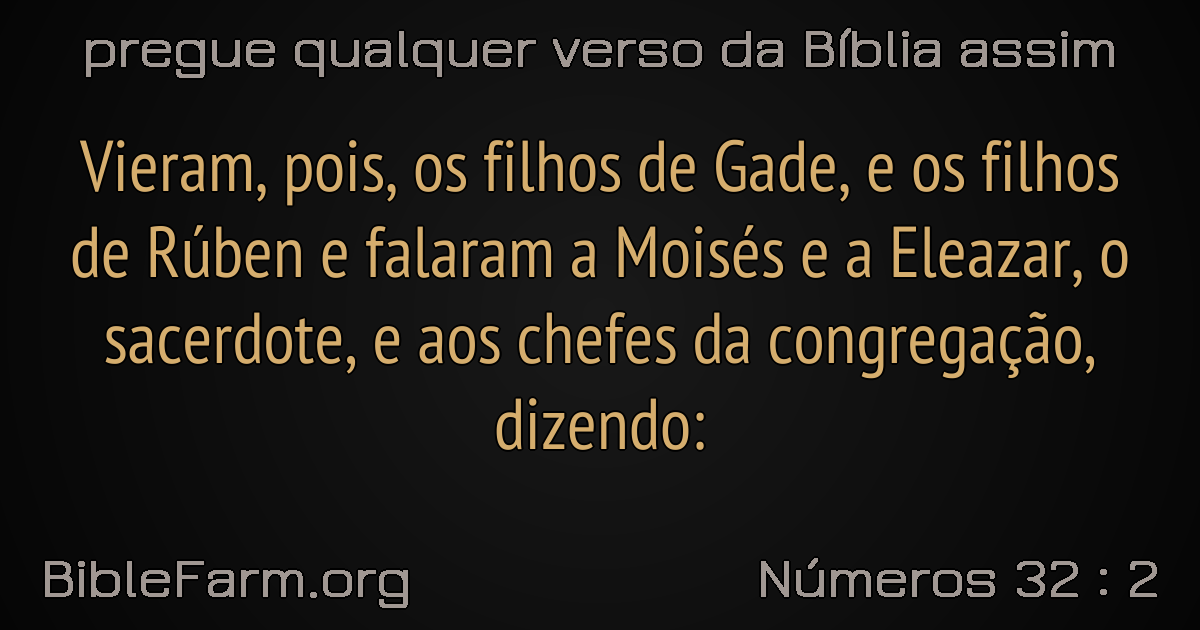 pregue qualquer verso da Bíblia assim
Vieram, pois, os filhos de Gade, e os filhos
de Rúben e falaram a Moisés e a Eleazar, o
sacerdote, e aos chefes da congregação,
dizendo:
BibleFarm.org
Números 32 : 2